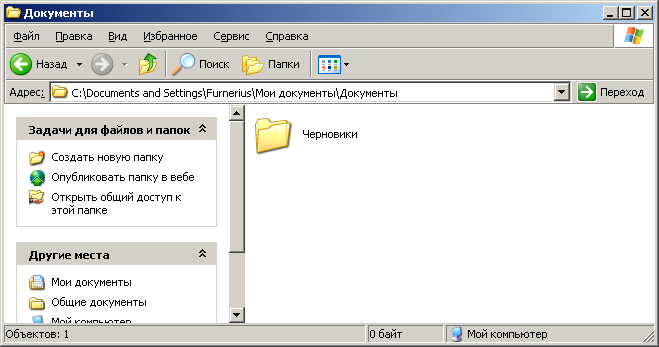 Документы
Файл Правка Вид Избранное Сервис Справка
Назад Поиск Папки
Адрес: C:\Documents and Settings\Furnerius\Мои документы\Документы Переход
Задачи для файлов и папок
Создать новую папку
Опубликовать папку в вебе
Открыть общий доступ к
этой папке
Другие места
Мои документы
Общие документы
Мой компьютер
Черновики
Объектов: 1 0 байт Мой компьютер